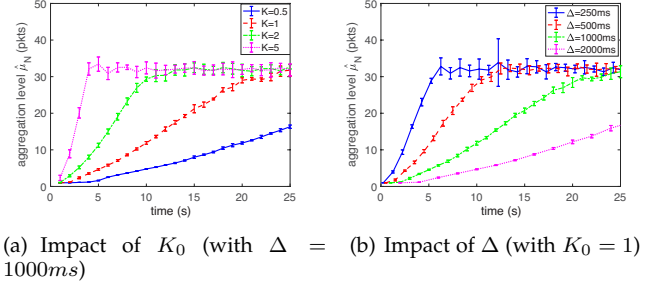 50
40
30
20
10
0
0
5
10
15
20
25
time (s)
aggregation level N̂ (pkts)
K=0.5
K=1
K=2
K=5
50
40
30
20
10
0
0
5
10
15
20
25
time (s)
aggregation level N̂ (pkts)
Δ=250ms
Δ=500ms
Δ=1000ms
Δ=2000ms
(a) Impact of K₀ (with Δ =
1000ms)
(b) Impact of Δ (with K₀ = 1)